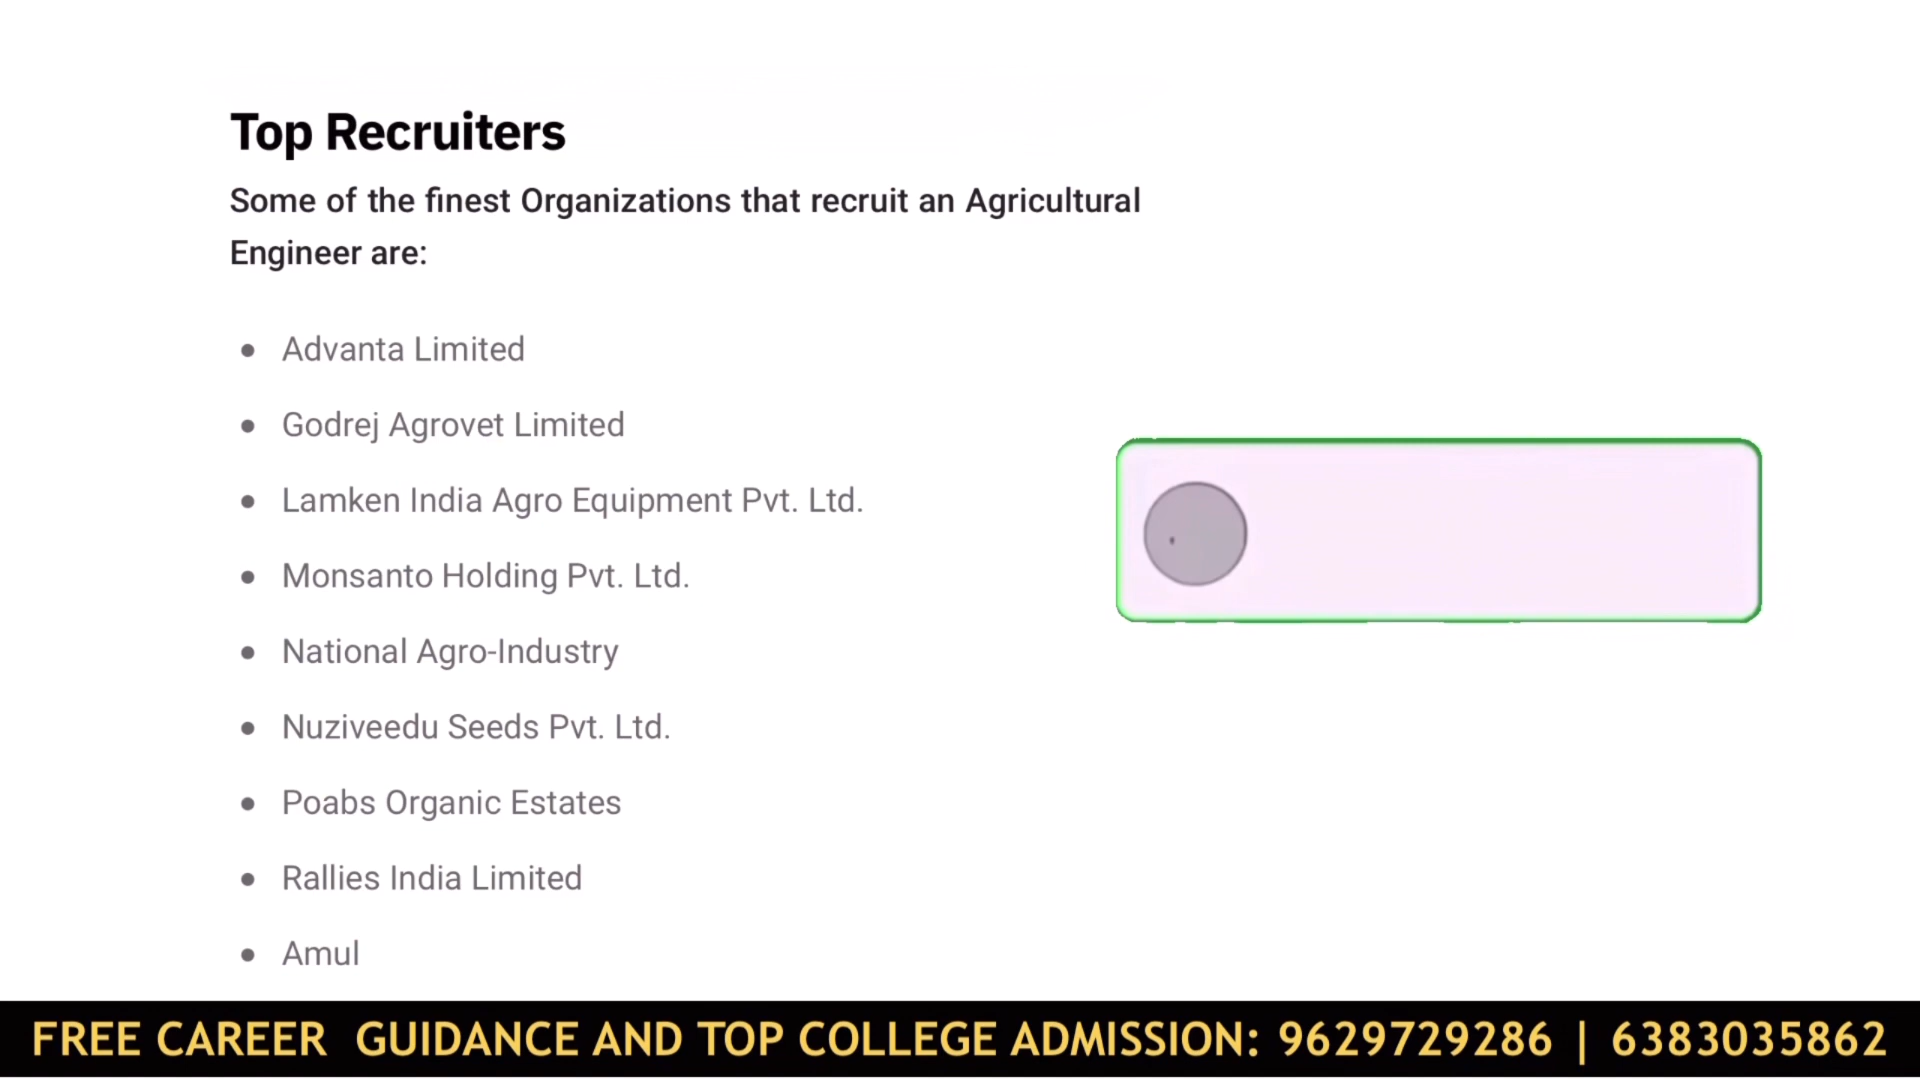 Top Recruiters
Some of the finest Organizations that recruit an Agricultural
Engineer are:
• Advanta Limited
• Godrej Agrovet Limited
• Lamken India Agro Equipment Pvt. Ltd.
• Monsanto Holding Pvt. Ltd.
• National Agro-Industry
• Nuziveedu Seeds Pvt. Ltd.
• Poabs Organic Estates
• Rallies India Limited
• Amul
FREE CAREER GUIDANCE AND TOP COLLEGE ADMISSION: 9629729286 | 6383035862